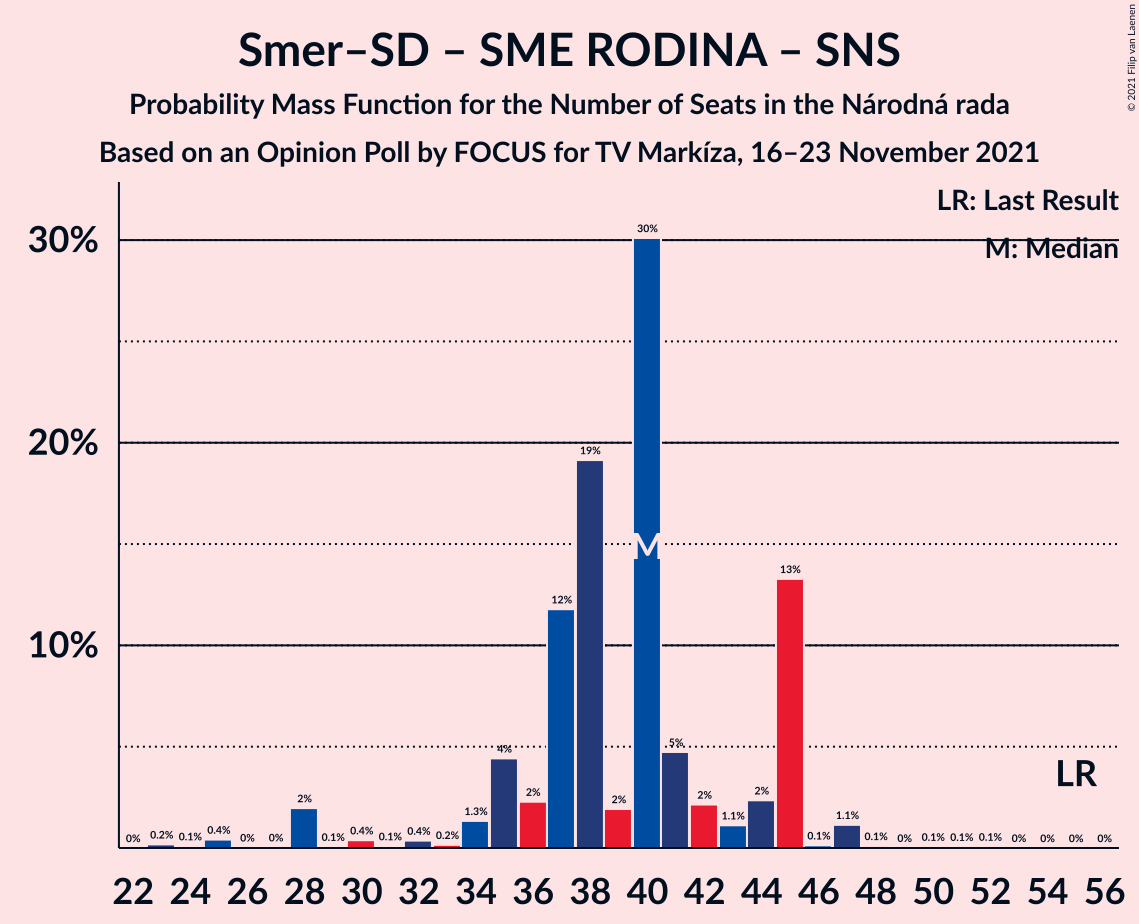 Smer–SD – SME RODINA – SNS
Probability Mass Function for the Number of Seats in the Národná rada
Based on an Opinion Poll by FOCUS for TV Markíza, 16–23 November 2021
© 2021 Filip van Laenen
LR: Last Result
M: Median
30%
20%
10%
0% 0.2% 0.1% 0.4% 0% 0% 2% 0.1% 0.4% 0.1% 0.4% 0.2% 1.3% 4% 2% 12% 19% 2% 30% 5% 2% 1.1% 2% 13% 0.1% 1.1% 0.1% 0% 0.1% 0.1% 0.1% 0% 0% 0% 0%
M
LR
22 24 26 28 30 32 34 36 38 40 42 44 46 48 50 52 54 56